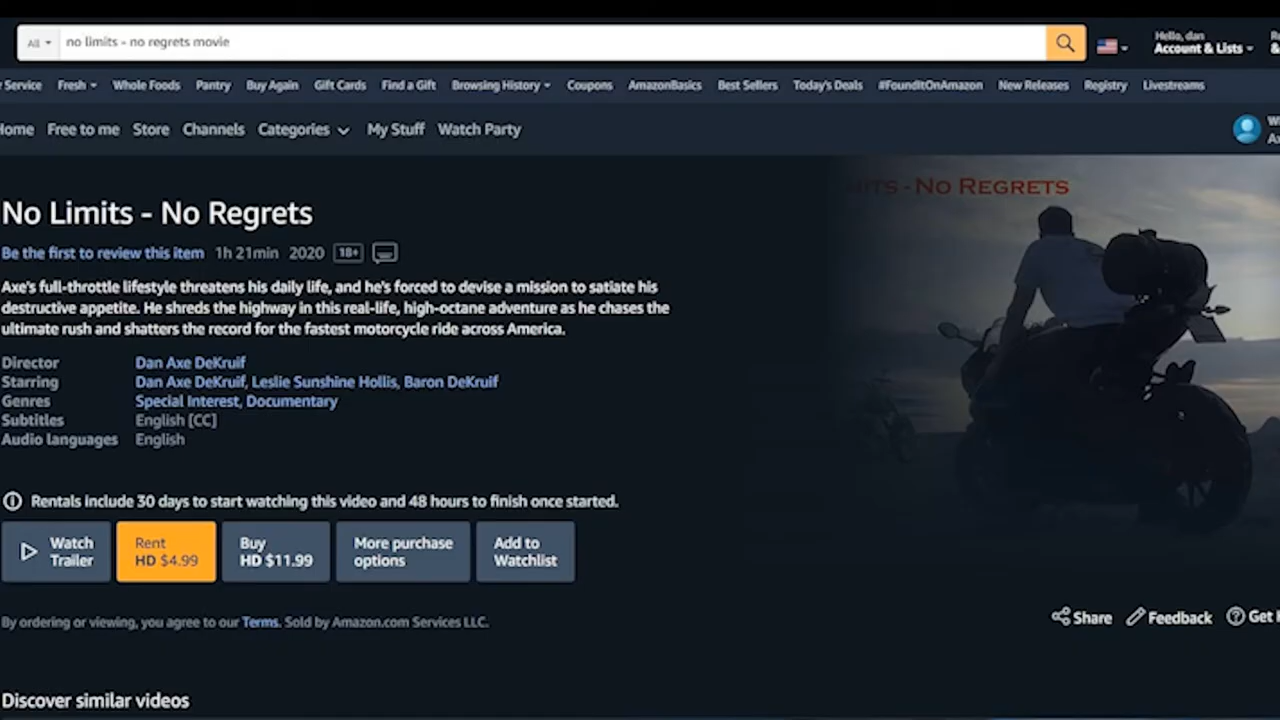 All
no limits - no regrets movie
Hello, dan
Account & Lists
Service Fresh Whole Foods Pantry Buy Again Gift Cards Find a Gift Browsing History Coupons AmazonBasics Best Sellers Today's Deals #FoundItOnAmazon New Releases Registry Livestreams
Home Free to me Store Channels Categories My Stuff Watch Party
- No Regrets
No Limits - No Regrets
Be the first to review this item 1h 21min 2020 18+
Axe's full-throttle lifestyle threatens his daily life, and he's forced to devise a mission to satiate his
destructive appetite. He shreds the highway in this real-life, high-octane adventure as he chases the
ultimate rush and shatters the record for the fastest motorcycle ride across America.
Director Dan Axe DeKruif
Starring Dan Axe DeKruif, Leslie Sunshine Hollis, Baron DeKruif
Genres Special Interest, Documentary
Subtitles English [CC]
Audio languages English
Rentals include 30 days to start watching this video and 48 hours to finish once started.
Watch
Trailer
Rent
HD $4.99
Buy
HD $11.99
More purchase
options
Add to
Watchlist
By ordering or viewing, you agree to our Terms. Sold by Amazon.com Services LLC.
Share Feedback Get
Discover similar videos